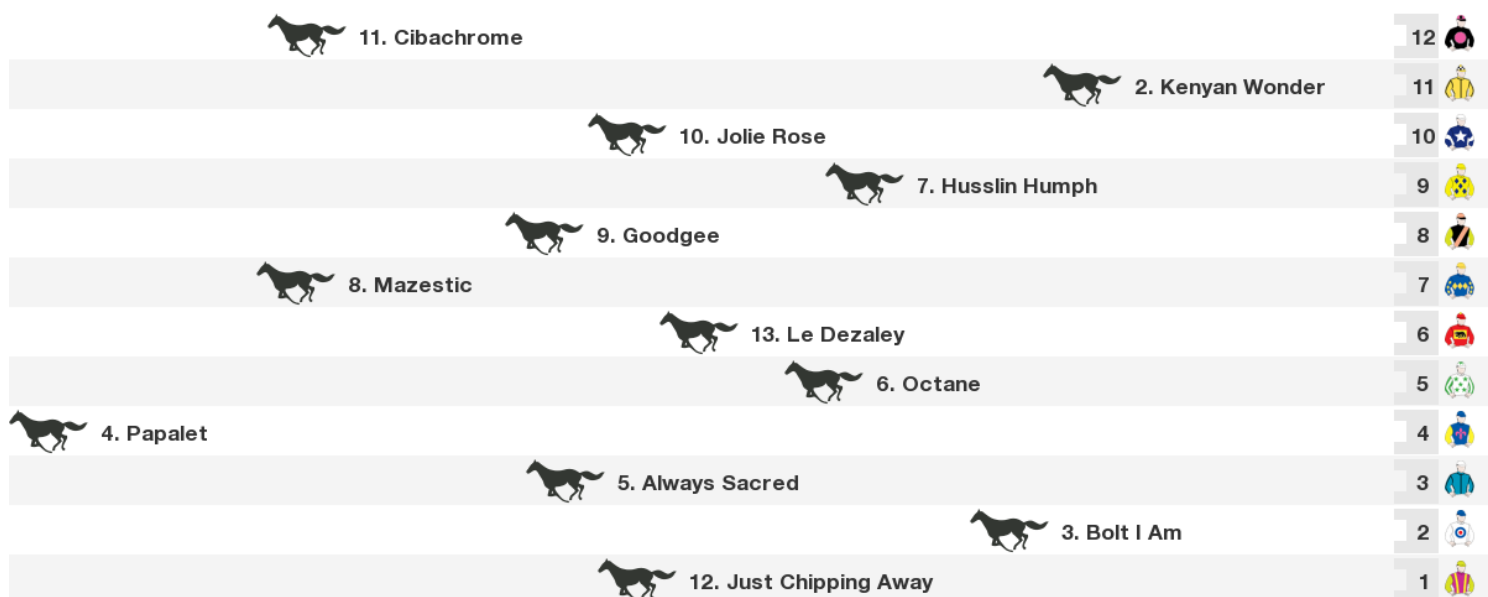 11. Cibachrome 12
2. Kenyan Wonder 11
10. Jolie Rose 10
7. Husslin Humph 9
9. Goodgee 8
8. Mazestic 7
13. Le Dezaley 6
6. Octane 5
4. Papalet 4
5. Always Sacred 3
3. Bolt I Am 2
12. Just Chipping Away 1